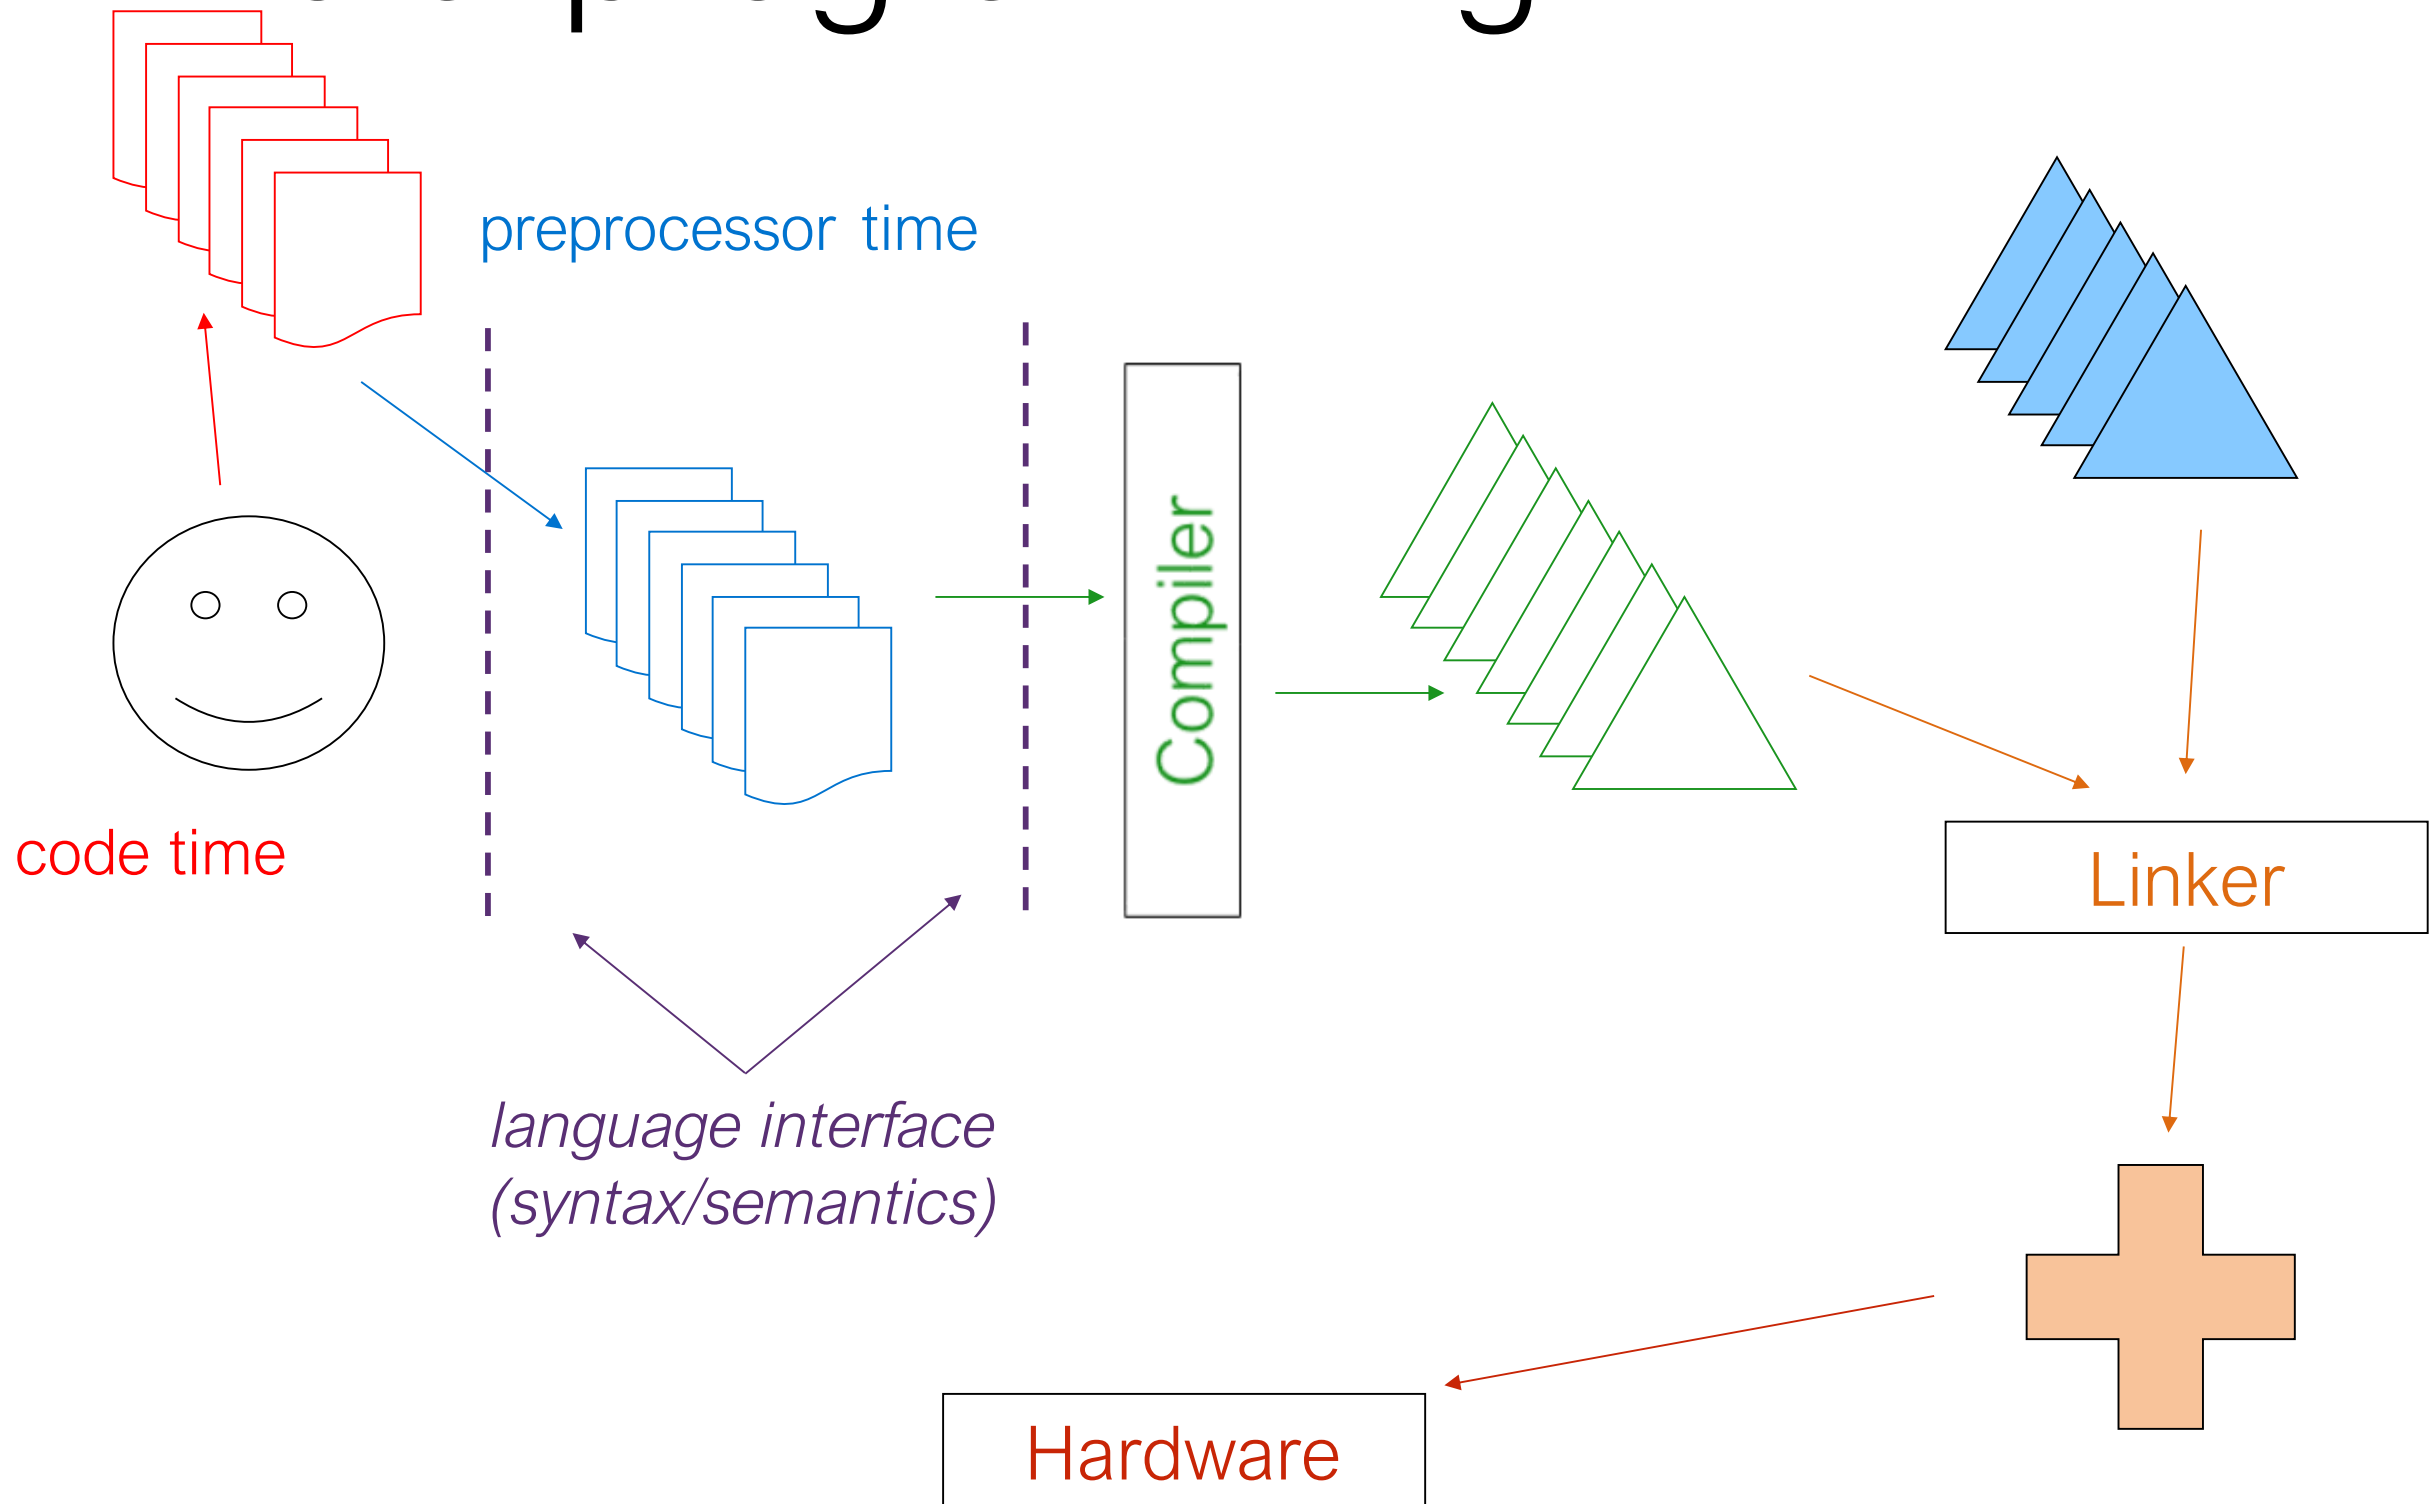 preprocessor time
Compiler
code time
Linker
language interface
(syntax/semantics)
Hardware